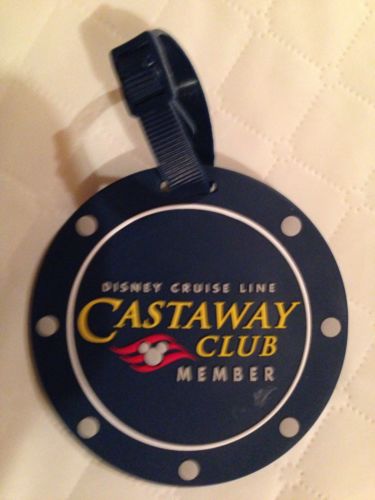 DISNEY CRUISE LINE
CASTAWAY
CLUB
MEMBER